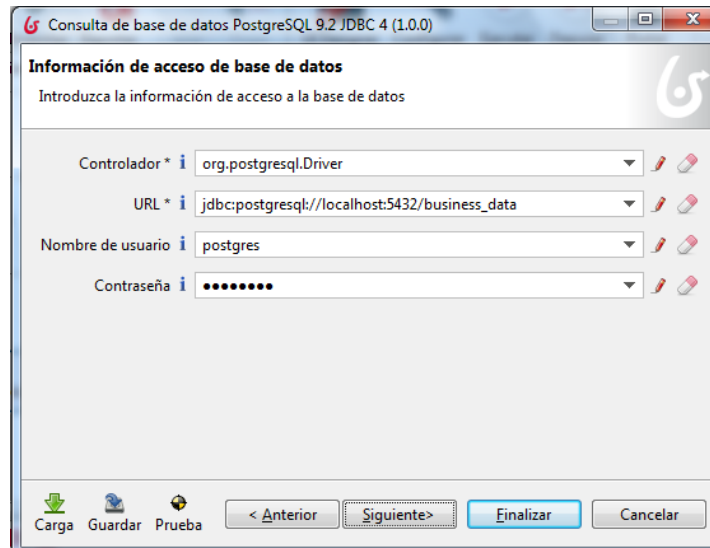 Consulta de base de datos PostgreSQL 9.2 JDBC 4 (1.0.0)
Información de acceso de base de datos
Introduzca la información de acceso a la base de datos
Controlador * i org.postgresql.Driver
URL * i jdbc:postgresql://localhost:5432/business_data
Nombre de usuario i postgres
Contraseña i ●●●●●●●●
Carga Guardar Prueba < Anterior Siguiente> Finalizar Cancelar